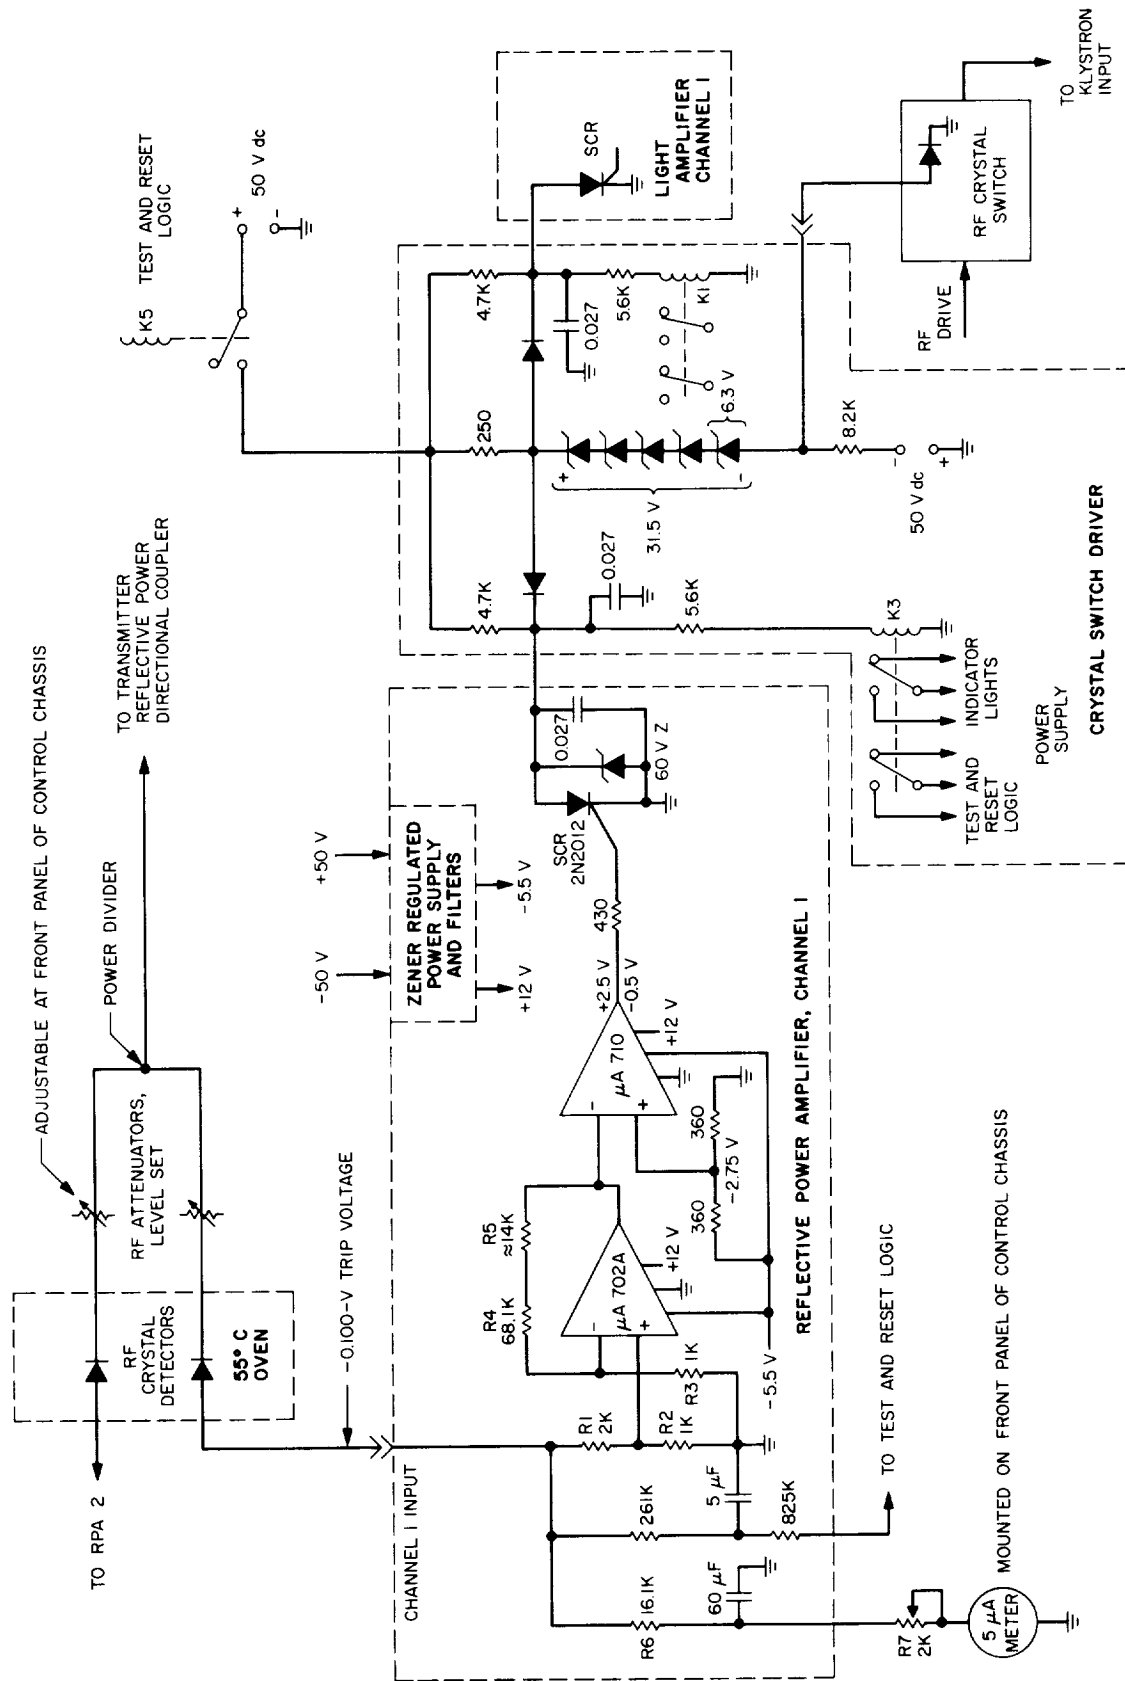 ADJUSTABLE AT FRONT PANEL OF CONTROL CHASSIS
POWER DIVIDER
TO TRANSMITTER
REFLECTIVE POWER
DIRECTIONAL COUPLER
RF ATTENUATORS,
LEVEL SET
RF
CRYSTAL
DETECTORS
55° C
OVEN
TO RPA 2
-0.100-V TRIP VOLTAGE
K5
TEST AND RESET
LOGIC
+
-
50 V dc
CHANNEL 1 INPUT
-50 V
+50 V
ZENER REGULATED
POWER SUPPLY
AND FILTERS
+12 V
-5.5 V
R1
2K
R2
1K
R3
1K
R4
68.1K
R5
≈14K
-
+
μA 702A
+12 V
-5.5 V
-
+
μA 710
+12 V
+2.5 V
-0.5 V
360
360
-2.75 V
430
SCR
2N2012
0.027
60 V Z
261K
5 μF
825K
R6
16.1K
60 μF
REFLECTIVE POWER AMPLIFIER, CHANNEL 1
TO TEST AND RESET LOGIC
R7
2K
5 μA
METER
MOUNTED ON FRONT PANEL OF CONTROL CHASSIS
4.7K
250
4.7K
0.027
5.6K
K3
0.027
5.6K
K1
+
-
31.5 V
6.3 V
8.2K
-
+
50 V dc
SCR
LIGHT
AMPLIFIER
CHANNEL 1
RF
DRIVE
RF CRYSTAL
SWITCH
TO
KLYSTRON
INPUT
TEST AND
RESET
LOGIC
INDICATOR
LIGHTS
POWER
SUPPLY
CRYSTAL SWITCH DRIVER